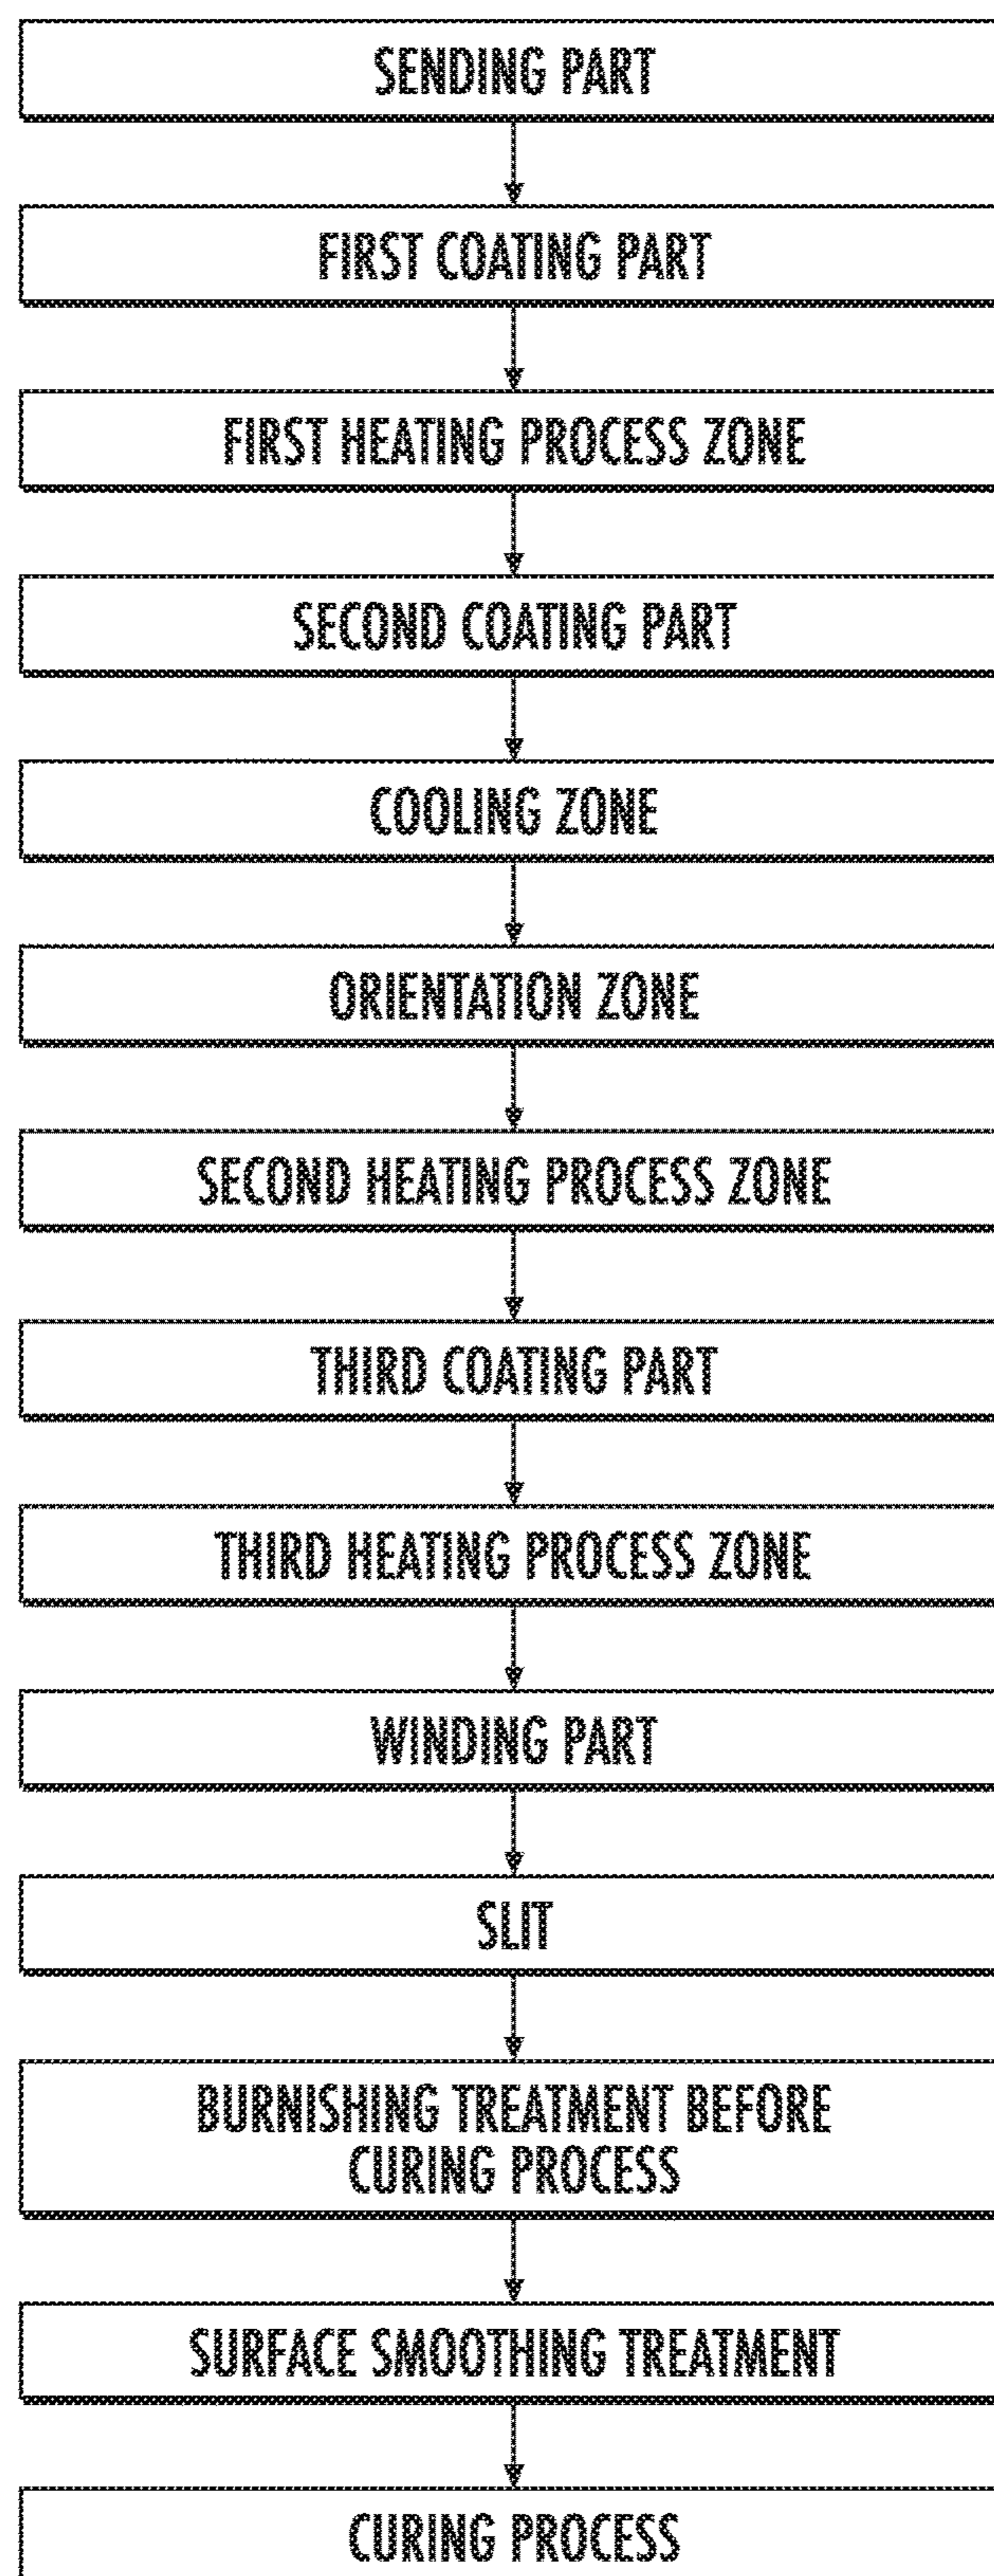 SENDING PART
FIRST COATING PART
FIRST HEATING PROCESS ZONE
SECOND COATING PART
COOLING ZONE
ORIENTATION ZONE
SECOND HEATING PROCESS ZONE
THIRD COATING PART
THIRD HEATING PROCESS ZONE
WINDING PART
SLIT
BURNISHING TREATMENT BEFORE
CURING PROCESS
SURFACE SMOOTHING TREATMENT
CURING PROCESS